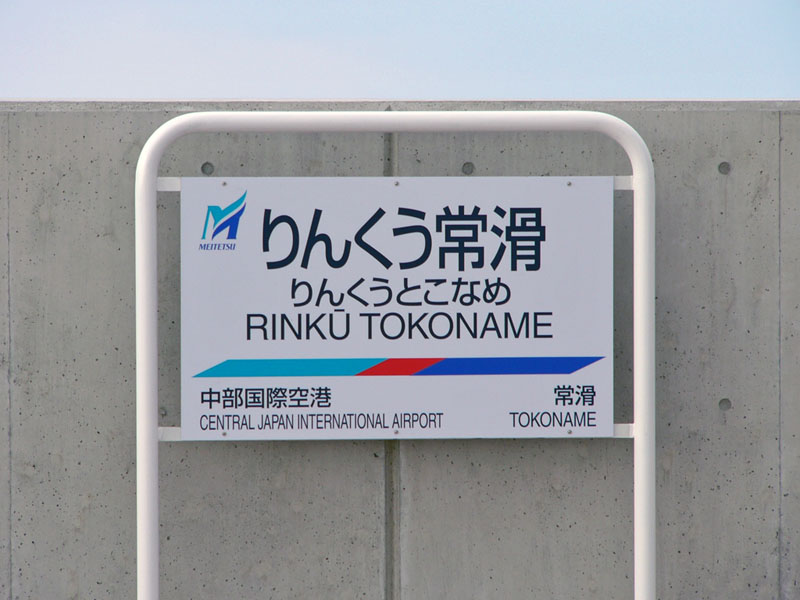 MEITETSU
りんくう常滑
りんくうとこなめ
RINKŪ TOKONAME
中部国際空港
CENTRAL JAPAN INTERNATIONAL AIRPORT
常滑
TOKONAME